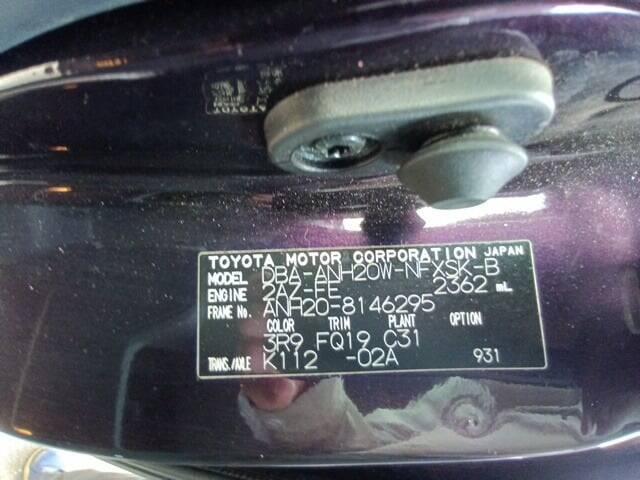 TOYOTA MOTOR CORPORATION JAPAN
MODEL DBA-ANH20W-NFXSK-B
ENGINE 2AZ-FE 2362 mL
FRAME No. ANH20-8146295
COLOR TRIM PLANT OPTION
3R9 FQ19 C31
TRANS./AXLE K112 -02A 931